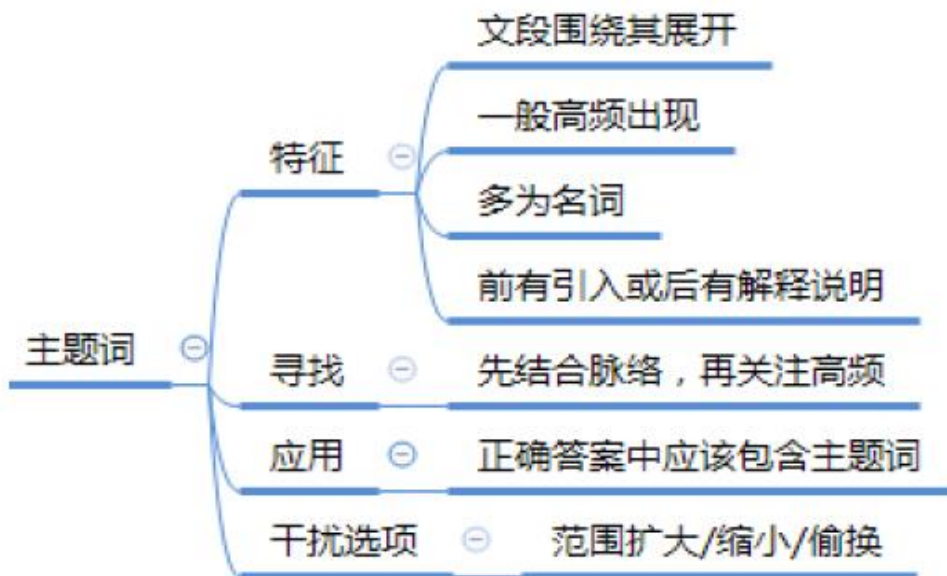 文段围绕其展开
一般高频出现
特征
多为名词
前有引入或后有解释说明
主题词
寻找
先结合脉络，再关注高频
应用
正确答案中应该包含主题词
干扰选项
范围扩大/缩小/偷换